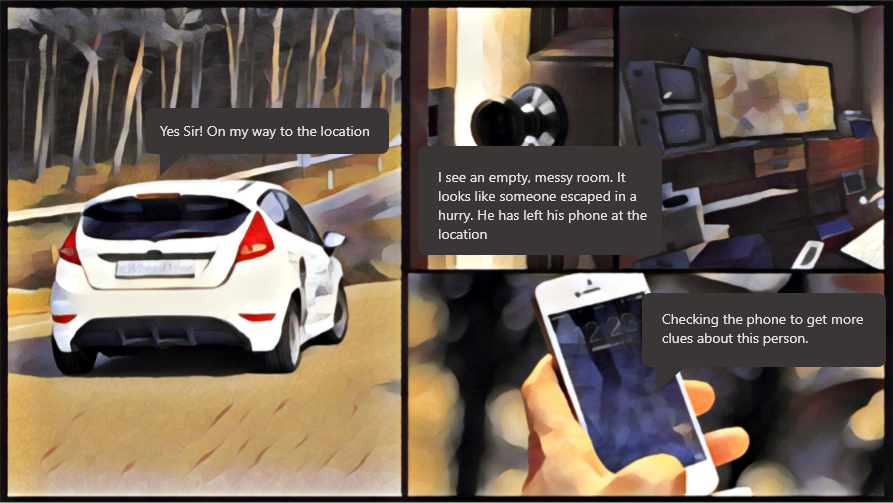 Yes Sir! On my way to the location
I see an empty, messy room. It
looks like someone escaped in a
hurry. He has left his phone at the
location
12:23
Checking the phone to get more
clues about this person.